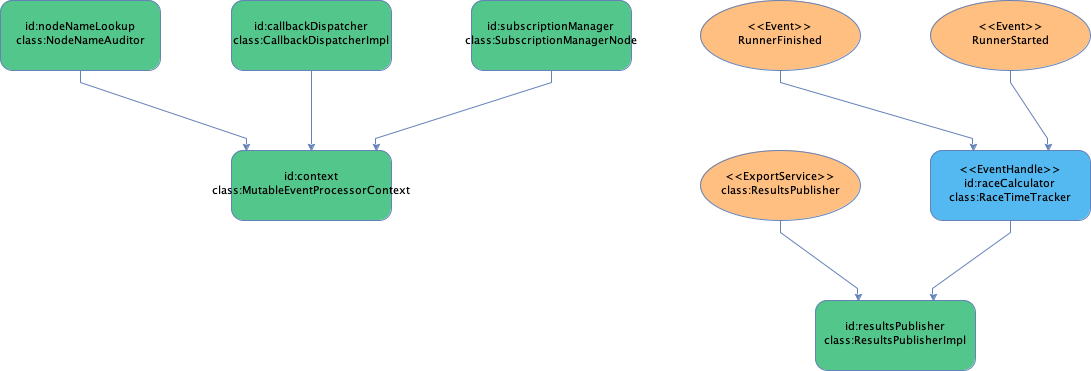 id:nodeNameLookup
class:NodeNameAuditor
id:callbackDispatcher
class:CallbackDispatcherImpl
id:subscriptionManager
class:SubscriptionManagerNode
<<Event>>
RunnerFinished
<<Event>>
RunnerStarted
id:context
class:MutableEventProcessorContext
<<ExportService>>
class:ResultsPublisher
<<EventHandle>>
id:raceCalculator
class:RaceTimeTracker
id:resultsPublisher
class:ResultsPublisherImpl